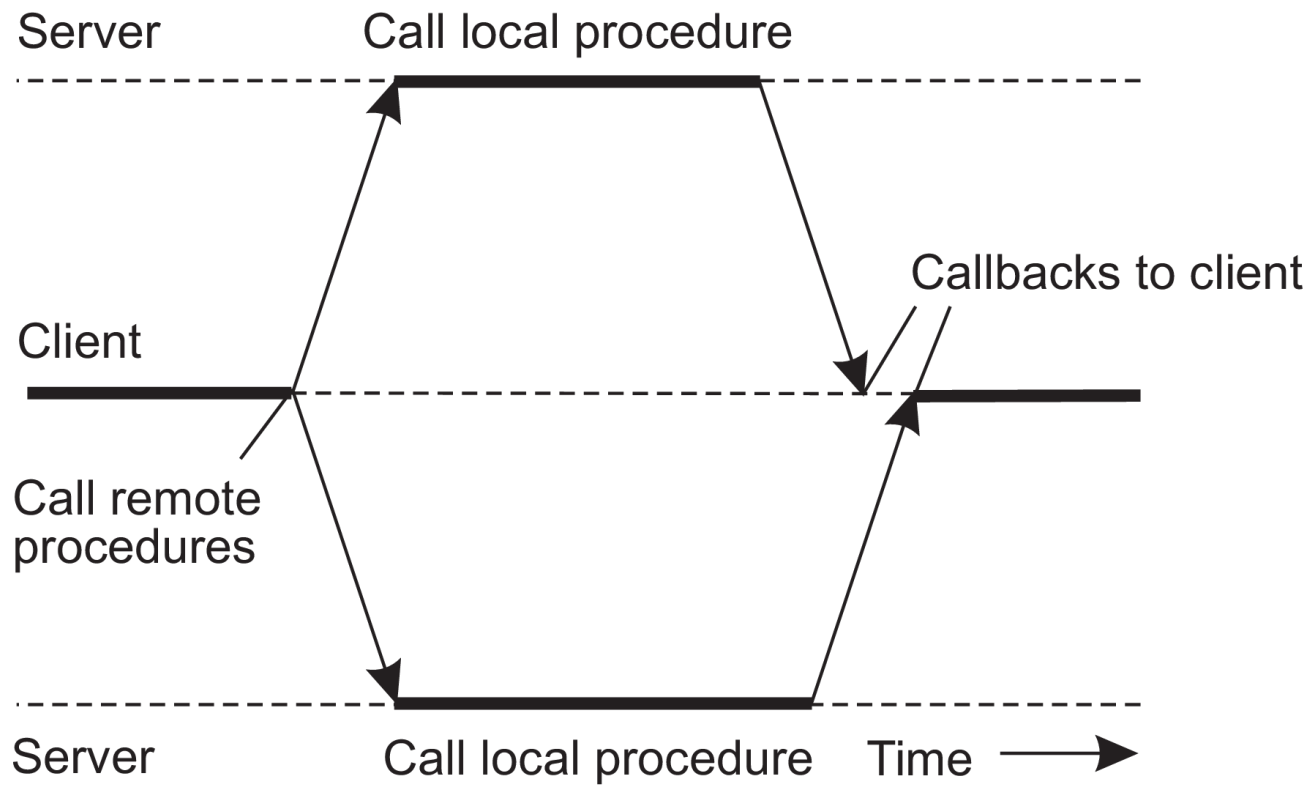 Server
Call local procedure
Callbacks to client
Client
Call remote
procedures
Server
Call local procedure
Time